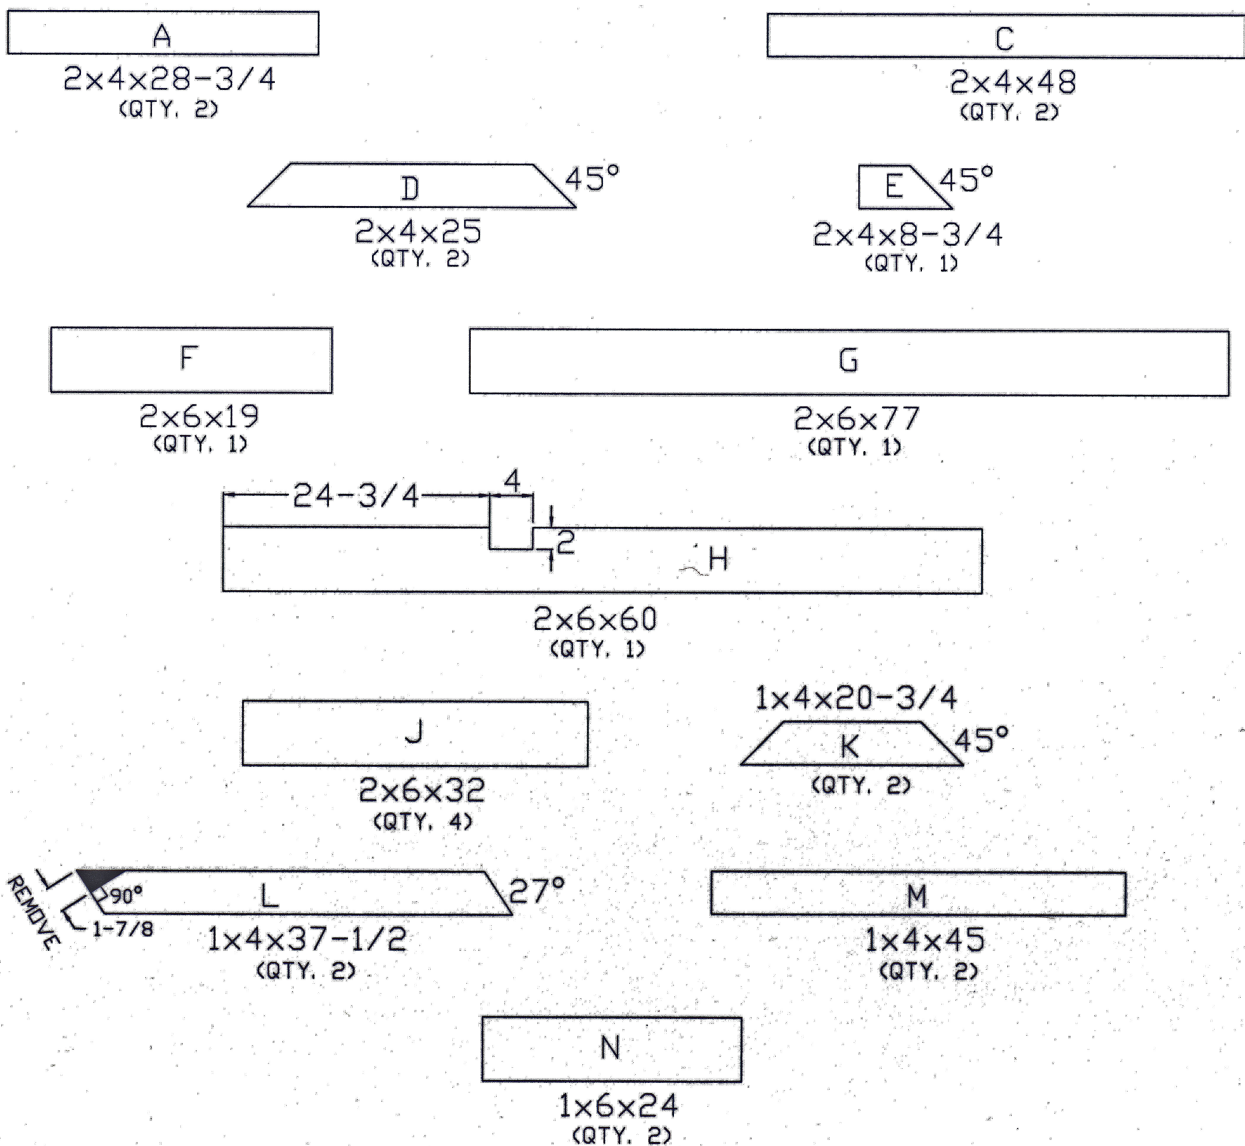 A
2x4x28-3/4
(QTY. 2)
C
2x4x48
(QTY. 2)
D
45°
2x4x25
(QTY. 2)
E
45°
2x4x8-3/4
(QTY. 1)
F
2x6x19
(QTY. 1)
G
2x6x77
(QTY. 1)
24-3/4
4
2
H
2x6x60
(QTY. 1)
J
2x6x32
(QTY. 4)
1x4x20-3/4
K
45°
(QTY. 2)
REMOVE
90°
1-7/8
L
27°
1x4x37-1/2
(QTY. 2)
M
1x4x45
(QTY. 2)
N
1x6x24
(QTY. 2)